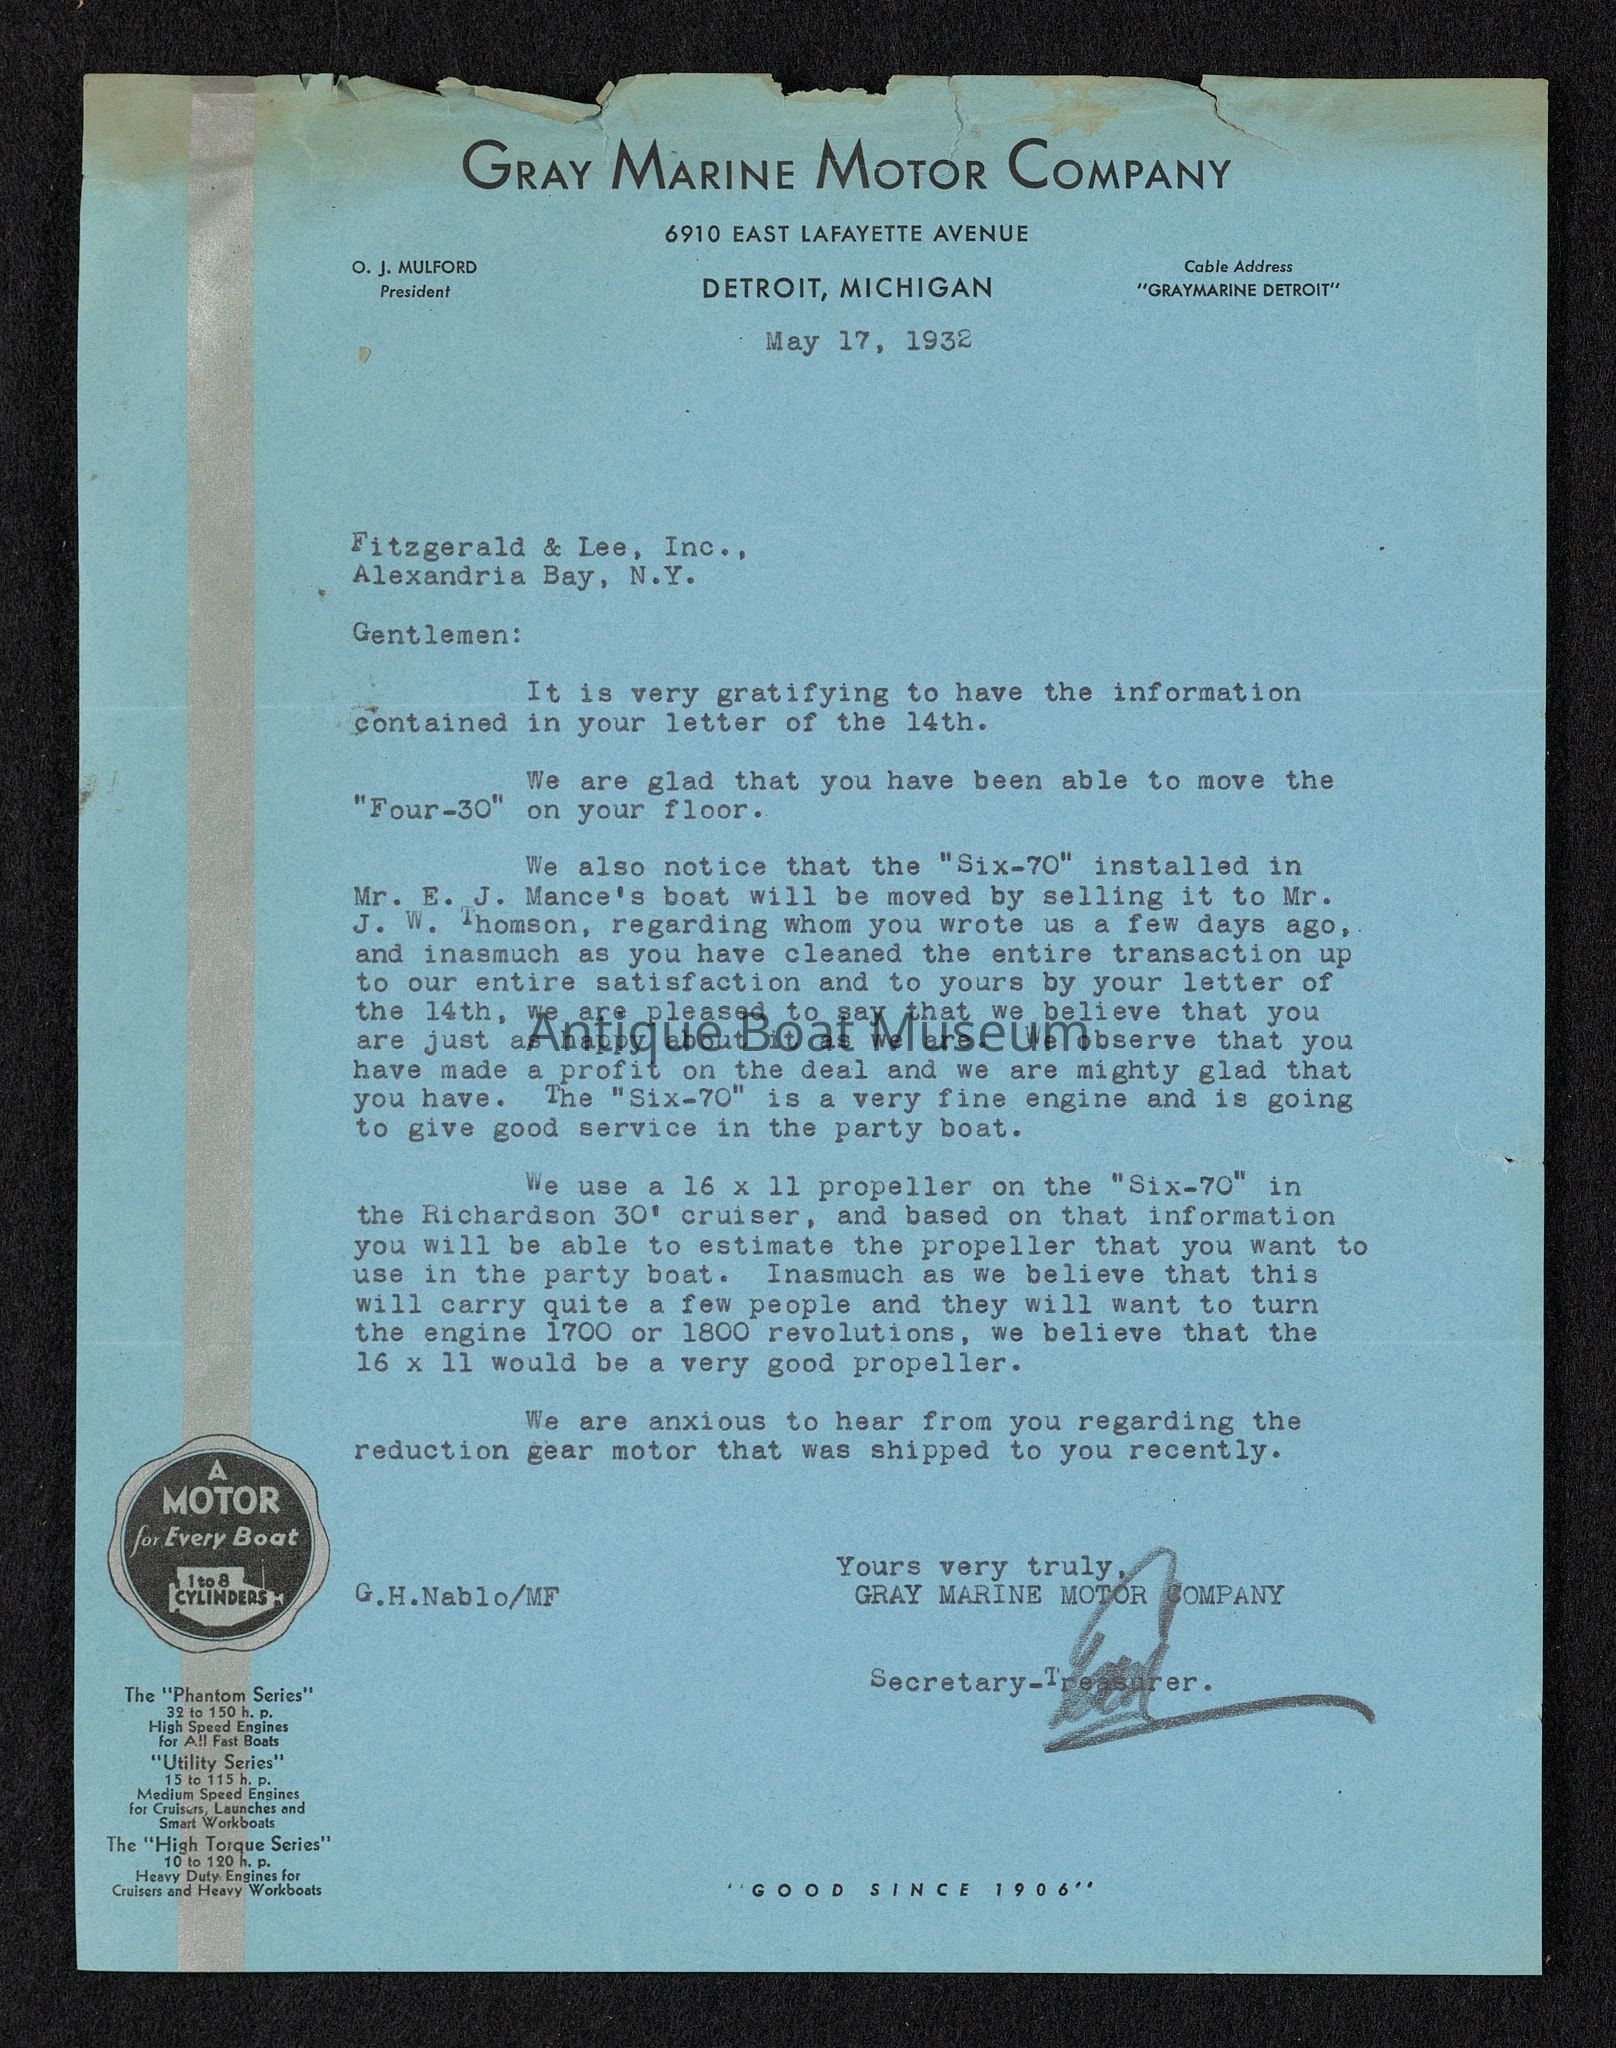 GRAY MARINE MOTOR COMPANY
6910 EAST LAFAYETTE AVENUE
O. J. MULFORD
President
DETROIT, MICHIGAN
Cable Address
"GRAYMARINE DETROIT"
May 17, 1932
Fitzgerald & Lee, Inc.,
Alexandria Bay, N.Y.
Gentlemen:
It is very gratifying to have the information
contained in your letter of the 14th.
We are glad that you have been able to move the
"Four-30" on your floor.
We also notice that the "Six-70" installed in
Mr. E. J. Mance's boat will be moved by selling it to Mr.
J. W. Thomson, regarding whom you wrote us a few days ago,
and inasmuch as you have cleaned the entire transaction up
to our entire satisfaction and to yours by your letter of
the 14th, we are pleased to say that we believe that you
are just as happy about it as we are. We observe that you
have made a profit on the deal and we are mighty glad that
you have. The "Six-70" is a very fine engine and is going
to give good service in the party boat.
We use a 16 x 11 propeller on the "Six-70" in
the Richardson 30' cruiser, and based on that information
you will be able to estimate the propeller that you want to
use in the party boat. Inasmuch as we believe that this
will carry quite a few people and they will want to turn
the engine 1700 or 1800 revolutions, we believe that the
16 x 11 would be a very good propeller.
We are anxious to hear from you regarding the
reduction gear motor that was shipped to you recently.
Yours very truly,
GRAY MARINE MOTOR COMPANY
G.H.Nablo/MF
Secretary-Treasurer.
A
MOTOR
for Every Boat
1 to 8
CYLINDERS
The "Phantom Series"
32 to 150 h. p.
High Speed Engines
for All Fast Boats
"Utility Series"
15 to 115 h. p.
Medium Speed Engines
for Cruisers, Launches and
Smart Workboats
The "High Torque Series"
10 to 120 h. p.
Heavy Duty Engines for
Cruisers and Heavy Workboats
"GOOD SINCE 1906"
Antique Boat Museum